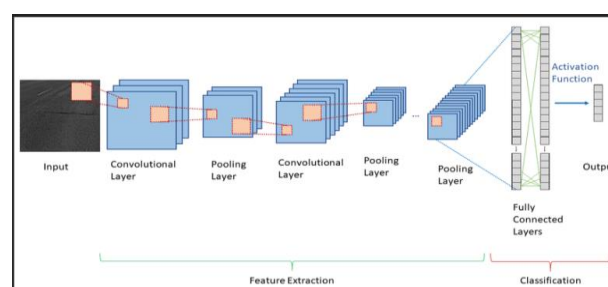 Activation
Function
Input
Convolutional
Layer
Pooling
Layer
Convolutional
Layer
Pooling
Layer
...
Pooling
Layer
Fully
Connected
Layers
Output
Feature Extraction
Classification